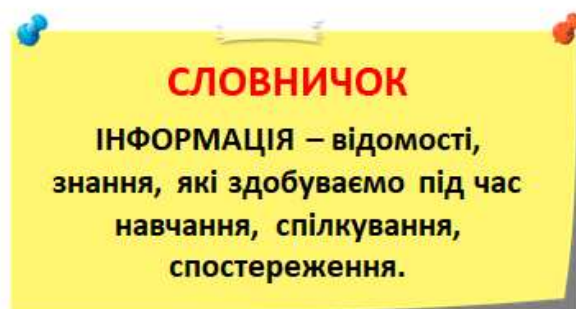 СЛОВНИЧОК
ІНФОРМАЦІЯ – відомості,
знання, які здобуваємо під час
навчання, спілкування,
спостереження.